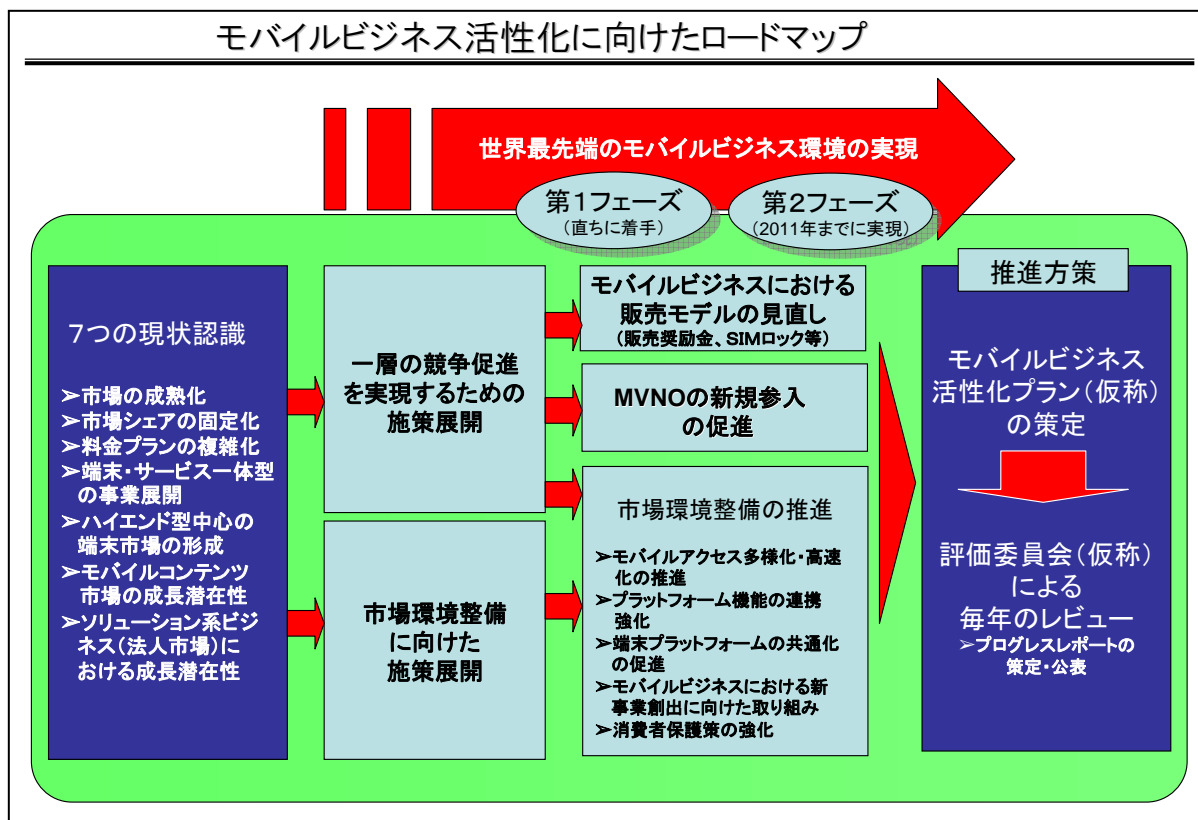 モバイルビジネス活性化に向けたロードマップ
世界最先端のモバイルビジネス環境の実現
第1フェーズ
(直ちに着手)
第2フェーズ
(2011年までに実現)
7つの現状認識
➢市場の成熟化
➢市場シェアの固定化
➢料金プランの複雑化
➢端末・サービス一体型
の事業展開
➢ハイエンド型中心の
端末市場の形成
➢モバイルコンテンツ
市場の成長潜在性
➢ソリューション系ビジ
ネス(法人市場)に
おける成長潜在性
一層の競争促進
を実現するための
施策展開
市場環境整備
に向けた
施策展開
モバイルビジネスにおける
販売モデルの見直し
(販売奨励金、SIMロック等)
MVNOの新規参入
の促進
市場環境整備の推進
➢モバイルアクセス多様化・高速
化の推進
➢プラットフォーム機能の連携
強化
➢端末プラットフォームの共通化
の促進
➢モバイルビジネスにおける新
事業創出に向けた取り組み
➢消費者保護策の強化
推進方策
モバイルビジネス
活性化プラン(仮称)
の策定
評価委員会(仮称)
による
毎年のレビュー
➢プログレスレポートの
策定・公表